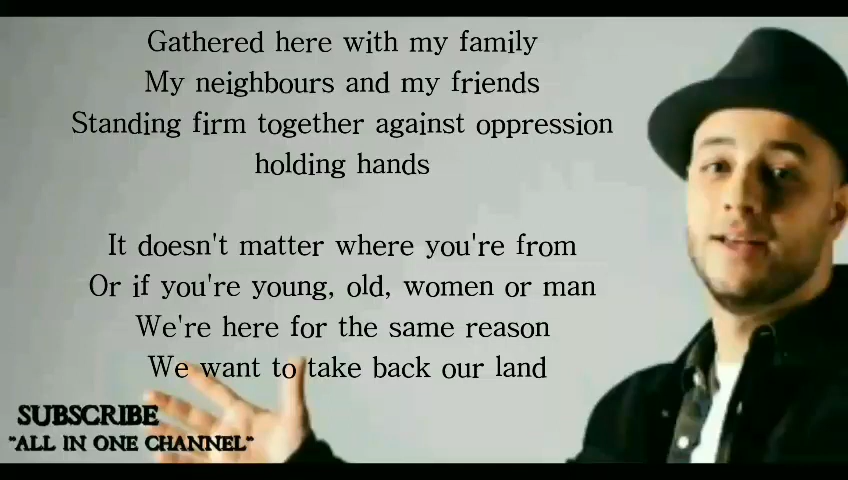 Gathered here with my family
My neighbours and my friends
Standing firm together against oppression
holding hands
It doesn't matter where you're from
Or if you're young, old, women or man
We're here for the same reason
We want to take back our land
SUBSCRIBE
"ALL IN ONE CHANNEL"